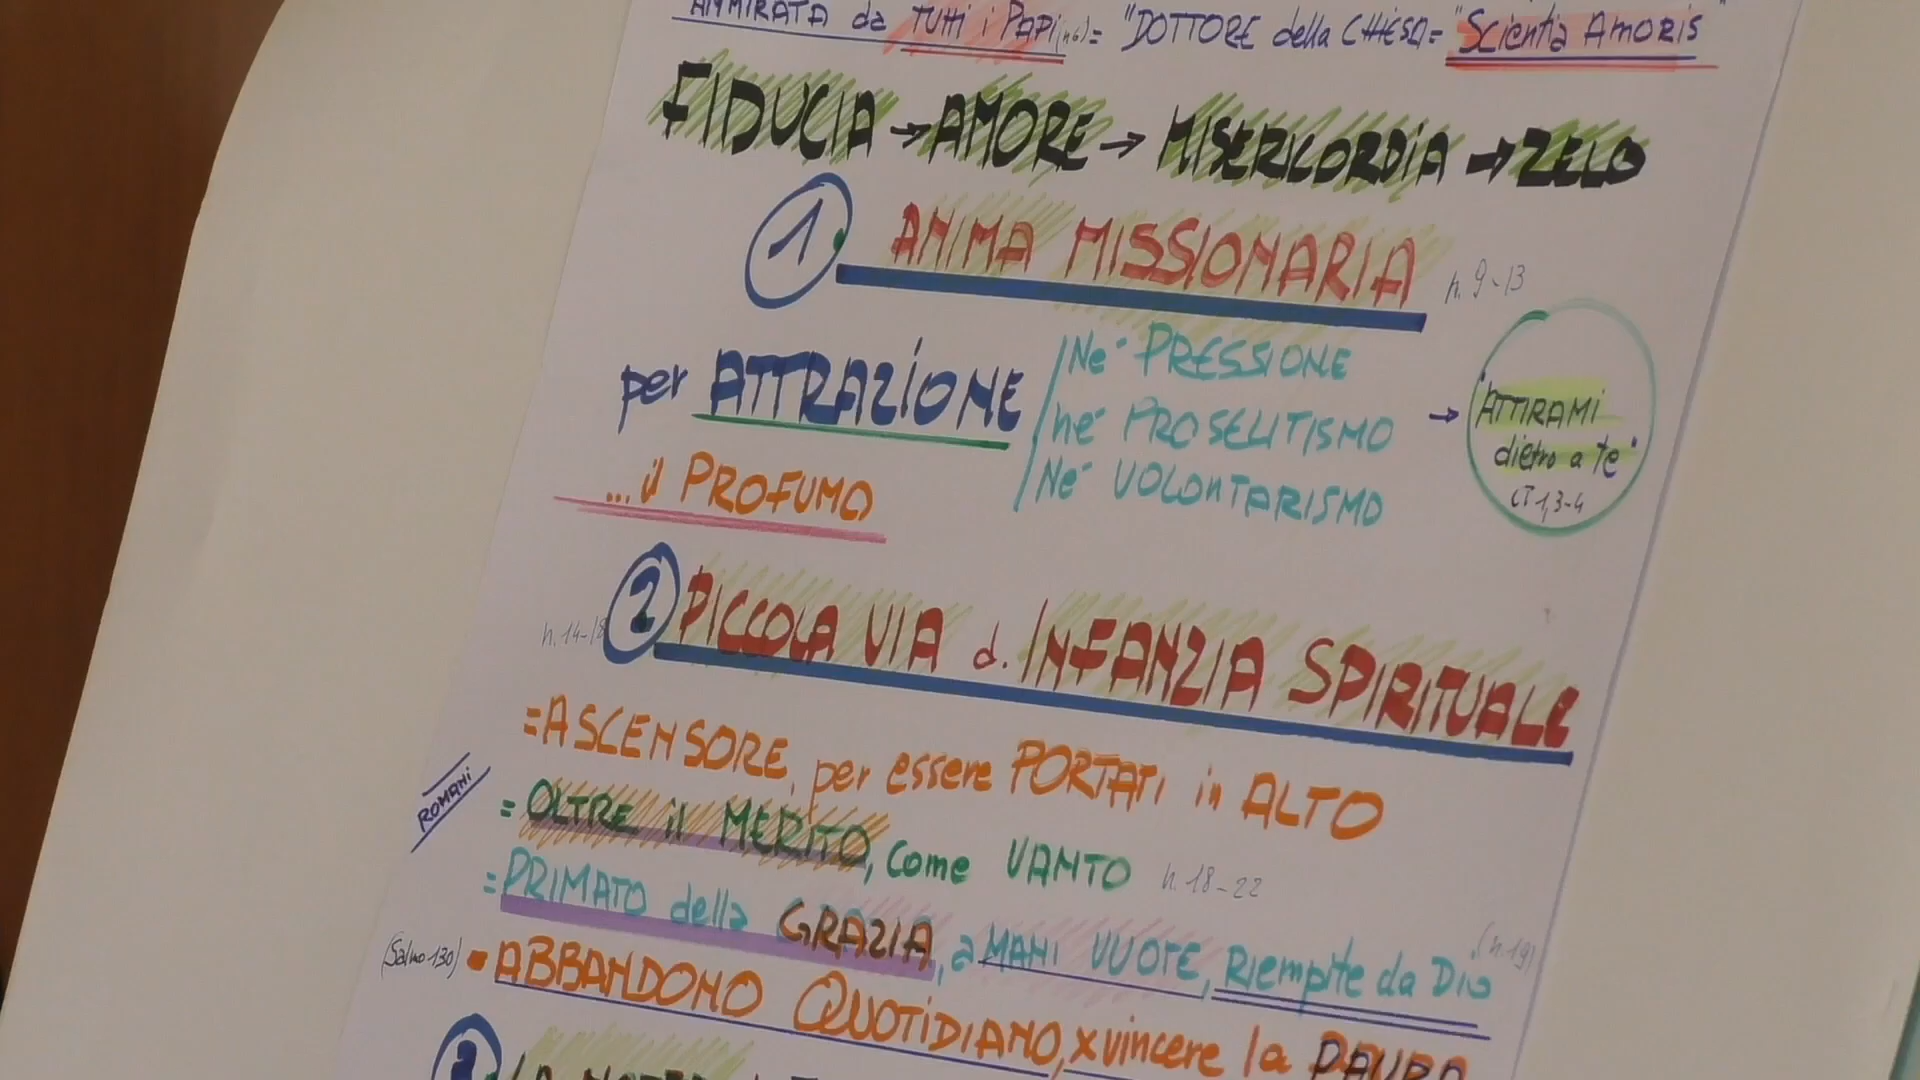 AMMIRATA da TUTTI i PAPI (n6) = "DOTTORE della CHIESA = "Scientia AMORIS"
FIDUCIA → AMORE → MISERICORDIA → ZELO
1 ANIMA MISSIONARIA n. 9-13
per ATTRAZIONE
Ne' PRESSIONE
ne' PROSELITISMO
Ne' VOLONTARISMO
→ "ATTIRAMI
dietro a te"
CT 1,3-4
... il PROFUMO
n. 14-18 2 PICCOLA VIA d. INFANZIA SPIRITUALE
= ASCENSORE, per essere PORTATI in ALTO
ROMANI
= OLTRE il MERITO, come VANTO n. 18-22
= PRIMATO della GRAZIA, a MANI VUOTE, Riempite da Dio (n.19)
(Salmo 130) = ABBANDONO QUOTIDIANO, x vincere la PAURA
3 LA